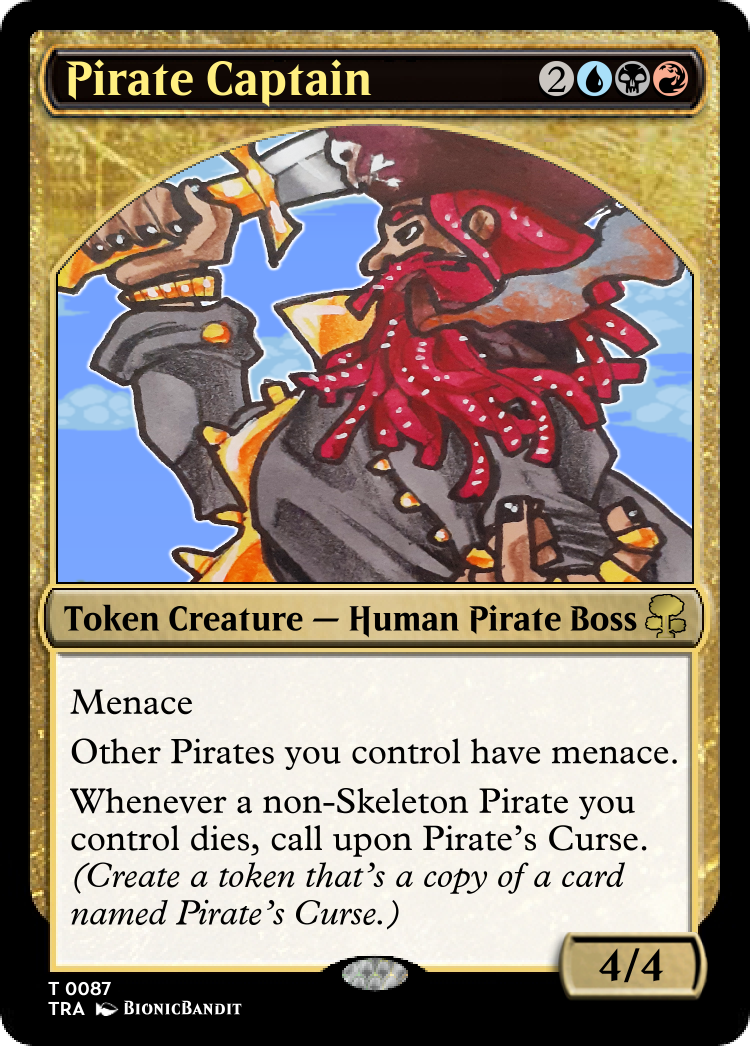 Pirate Captain 2
Token Creature — Human Pirate Boss
Menace
Other Pirates you control have menace.
Whenever a non-Skeleton Pirate you
control dies, call upon Pirate's Curse.
(Create a token that's a copy of a card
named Pirate's Curse.)
4/4
T 0087
TRA BionicBandit